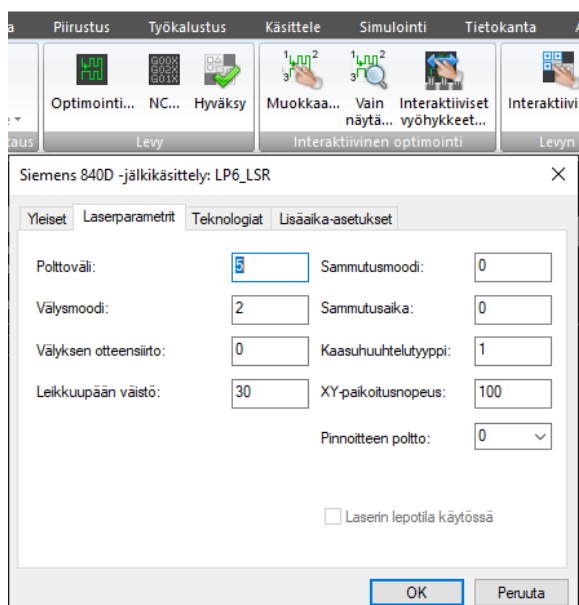 a Piirustus Työkalustus Käsittele Simulointi Tietokanta
Optimointi... NC... Hyväksy Muokkaa... Vain Interaktiiviset Interaktiivi
näytä... vyöhykkeet...
taus Levy Interaktiivinen optimointi Levyn
Siemens 840D -jälkikäsittely: LP6_LSR
Yleiset Laserparametrit Teknologiat Lisäaika-asetukset
Polttoväli: 5 Sammutusmoodi: 0
Välysmoodi: 2 Sammutusaika: 0
Välyksen otteensiirto: 0 Kaasuhuuhtelutyyppi: 1
Leikkuupään väistö: 30 XY-paikoitusnopeus: 100
Pinnoitteen poltto: 0
Laserin lepotila käytössä
OK Peruuta